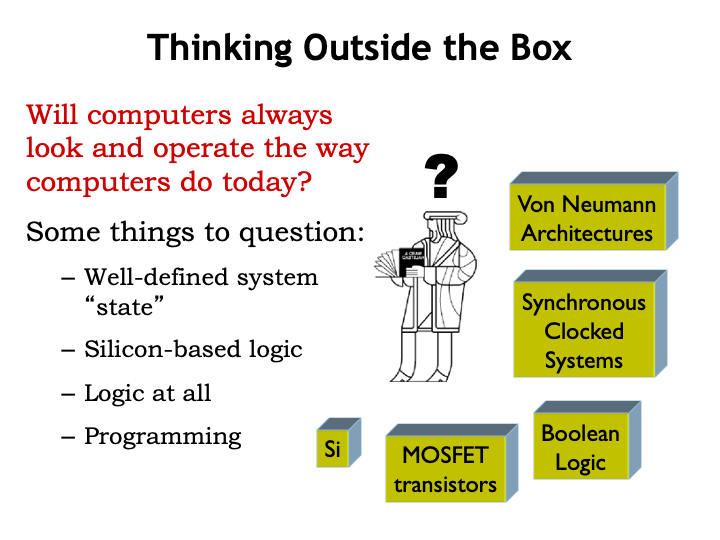 Thinking Outside the Box
Will computers always
look and operate the way
computers do today?
Some things to question:
– Well-defined system
“state”
– Silicon-based logic
– Logic at all
– Programming
?
Von Neumann
Architectures
Synchronous
Clocked
Systems
Boolean
Logic
MOSFET
transistors
Si